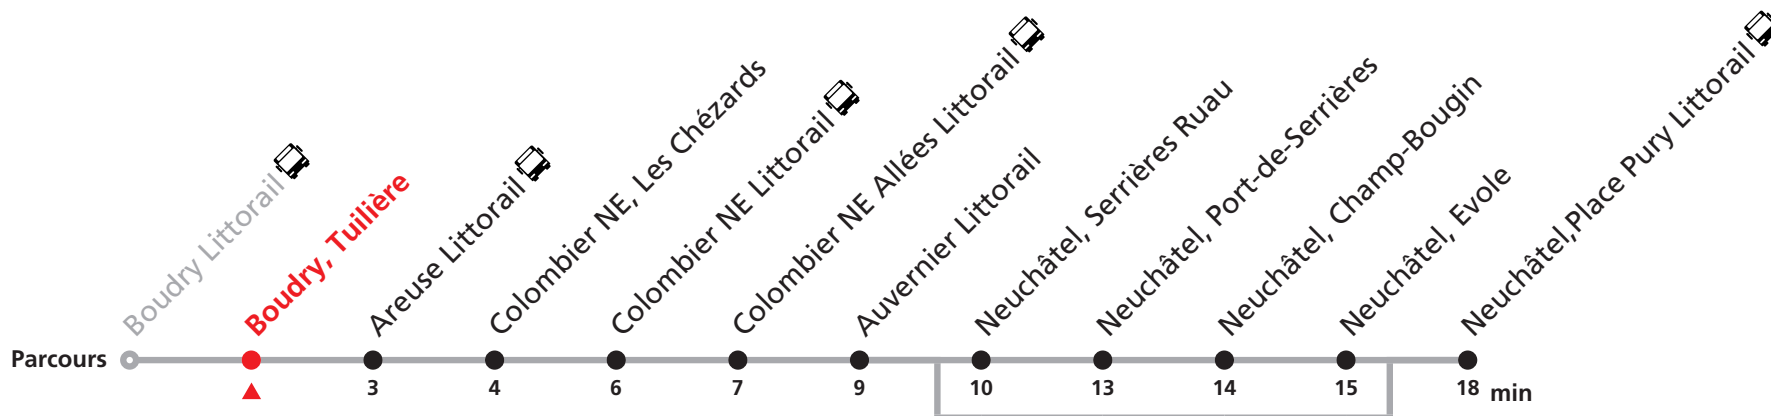 Boudry Littorail
Boudry, Tuilière
Areuse Littorail
Colombier NE, Les Chézards
Colombier NE Littorail
Colombier NE Allées Littorail
Auvernier Littorail
Neuchâtel, Serrières Ruau
Neuchâtel, Port-de-Serrières
Neuchâtel, Champ-Bougin
Neuchâtel, Evole
Neuchâtel,Place Pury Littorail
Parcours
3 4 6 7 9 10 13 14 15 18 min